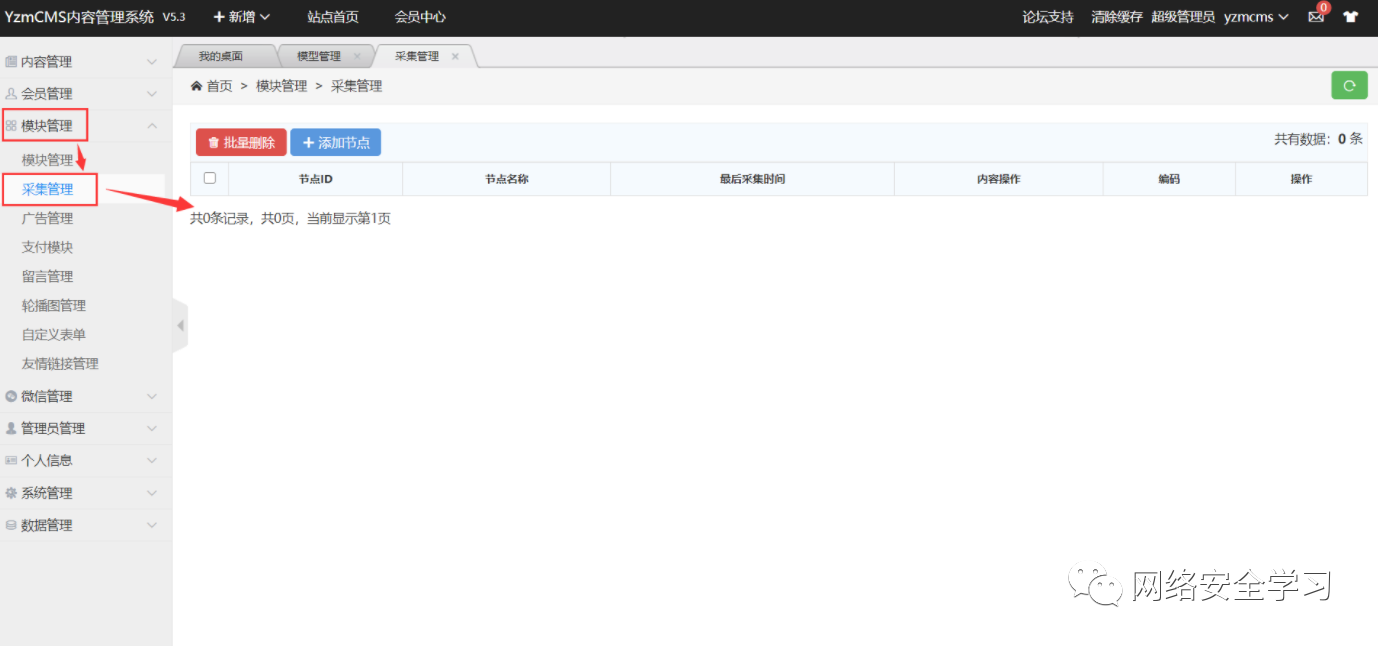 YzmCMS内容管理系统 V5.3 新增 站点首页 会员中心 论坛支持 清除缓存 超级管理员 yzmcms 0
我的桌面 模型管理 采集管理
首页 > 模块管理 > 采集管理
批量删除 添加节点 共有数据：0 条
节点ID 节点名称 最后采集时间 内容操作 编码 操作
共0条记录，共0页，当前显示第1页
内容管理
会员管理
模块管理
模块管理
采集管理
广告管理
支付模块
留言管理
轮播图管理
自定义表单
友情链接管理
微信管理
管理员管理
个人信息
系统管理
数据管理
网络安全学习